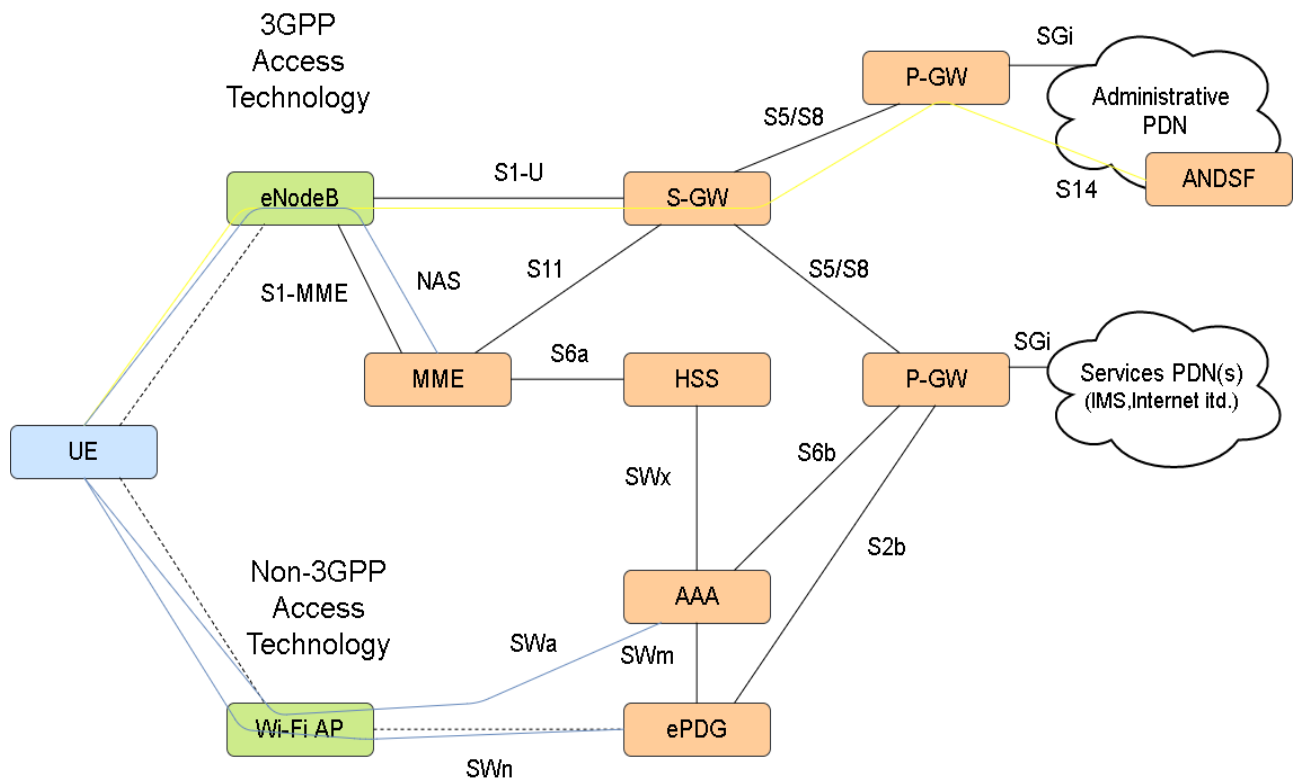 3GPP
Access
Technology
SGi
P-GW
Administrative
PDN
S5/S8
S1-U
eNodeB
S-GW
S14
ANDSF
S11
NAS
S5/S8
S1-MME
SGi
S6a
MME
HSS
P-GW
Services PDN(s)
(IMS,Internet itd.)
UE
S6b
SWx
S2b
Non-3GPP
Access
Technology
AAA
SWa
SWm
Wi-Fi AP
ePDG
SWn